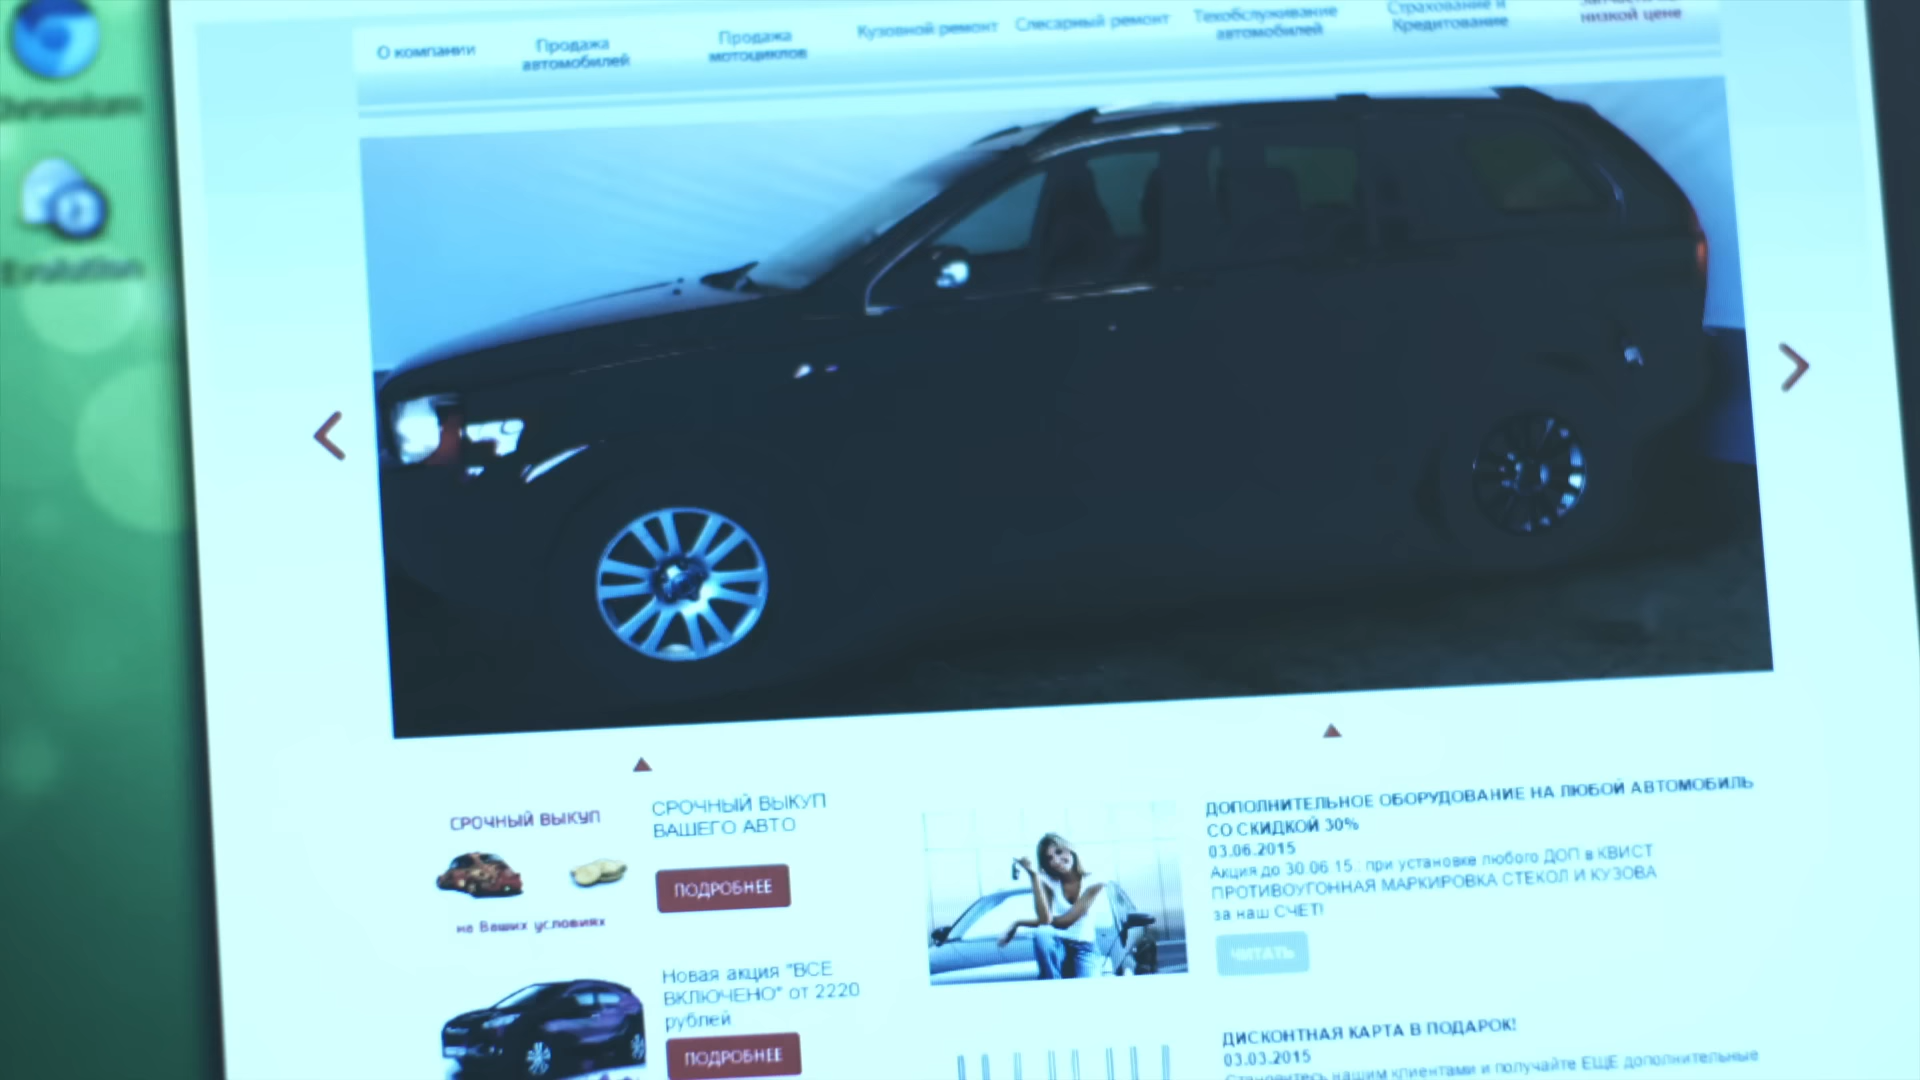 Chromium
Evolution
О компании
Продажа
автомобилей
Продажа
мотоциклов
Кузовной ремонт
Слесарный ремонт
Техобслуживание
автомобилей
Страхование и
Кредитование
низкой цене
СРОЧНЫЙ ВЫКУП
на Ваших условиях
СРОЧНЫЙ ВЫКУП
ВАШЕГО АВТО
ПОДРОБНЕЕ
Новая акция "ВСЕ
ВКЛЮЧЕНО" от 2220
рублей
ПОДРОБНЕЕ
ДОПОЛНИТЕЛЬНОЕ ОБОРУДОВАНИЕ НА ЛЮБОЙ АВТОМОБИЛЬ
СО СКИДКОЙ 30%
03.06.2015
Акция до 30.06.15.. при установке любого ДОП в КВИСТ
ПРОТИВОУГОННАЯ МАРКИРОВКА СТЕКОЛ И КУЗОВА
за наш СЧЕТ!
ЧИТАТЬ
ДИСКОНТНАЯ КАРТА В ПОДАРОК!
03.03.2015
Становитесь нашим клиентами и получайте ЕЩЕ дополнительные